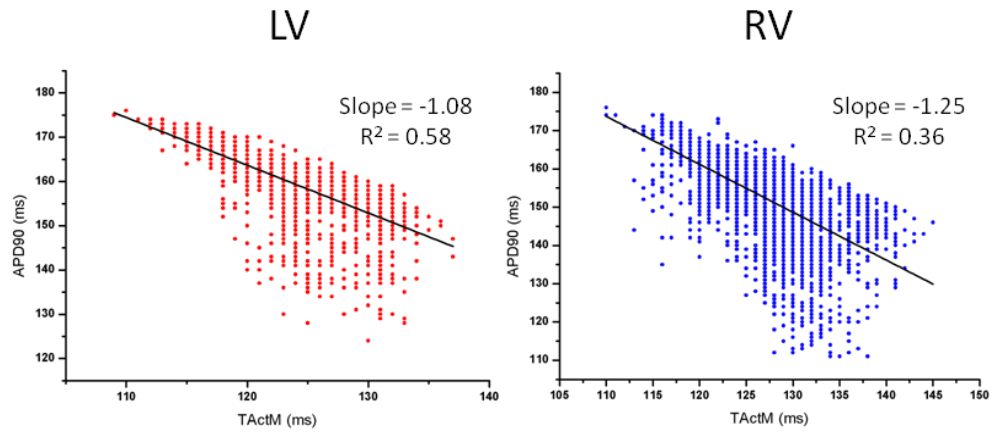 LV
RV
Slope = -1.08
R² = 0.58
Slope = -1.25
R² = 0.36
APD90 (ms)
180
170
160
150
140
130
120
110
120
130
140
TActM (ms)
APD90 (ms)
180
170
160
150
140
130
120
110
105
110
115
120
125
130
135
140
145
150
TActM (ms)